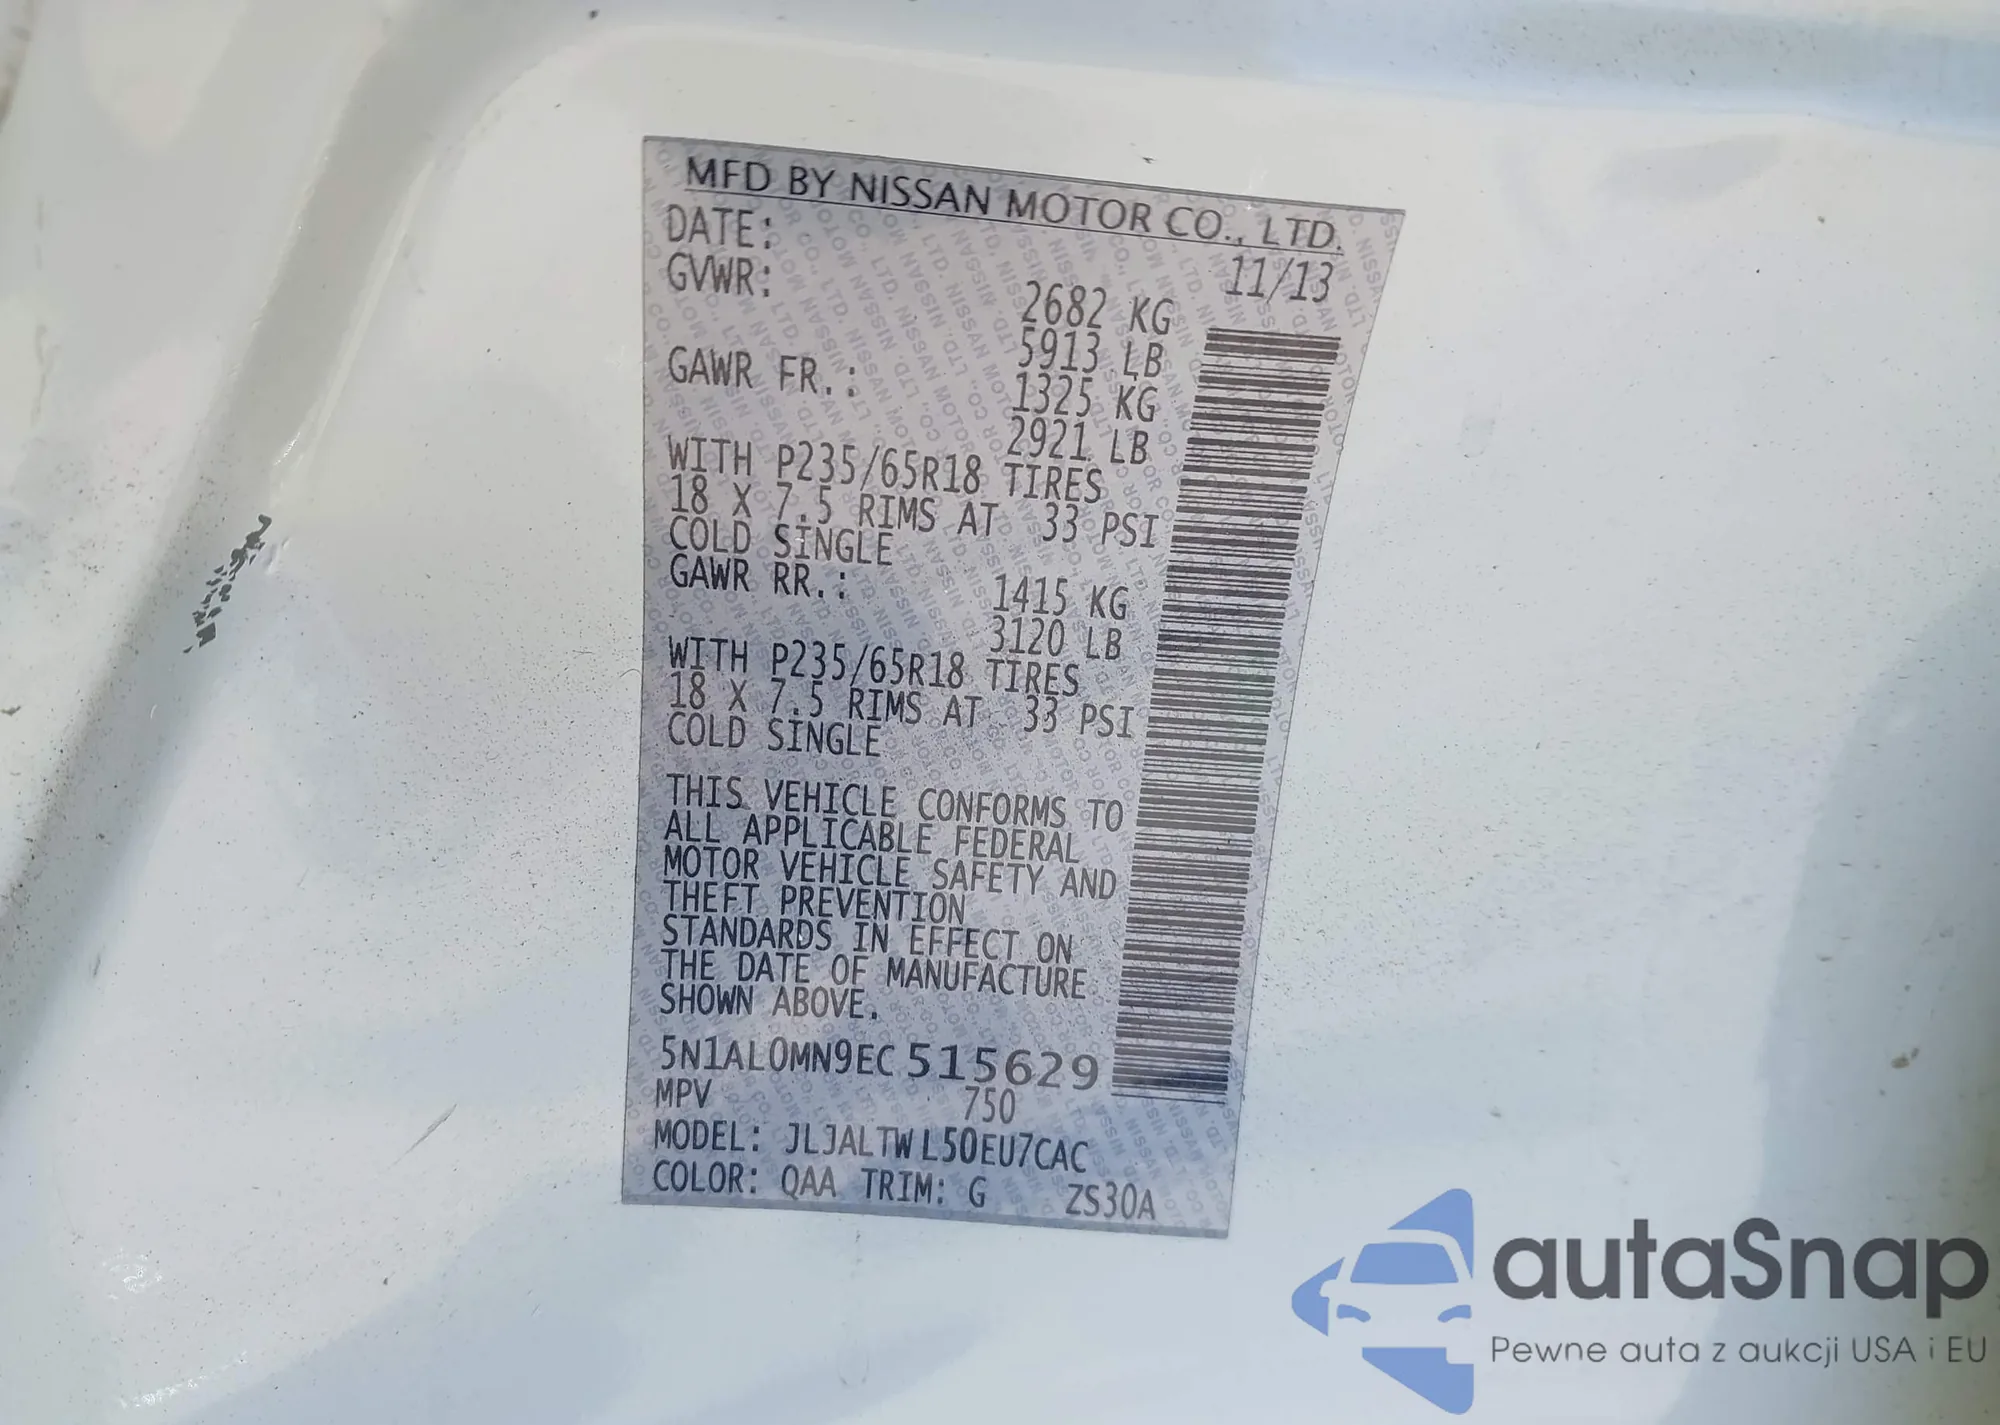 MFD BY NISSAN MOTOR CO., LTD.
DATE: 11/13
GVWR: 2682 KG
5913 LB
GAWR FR.: 1325 KG
2921 LB
WITH P235/65R18 TIRES
18 X 7.5 RIMS AT 33 PSI
COLD SINGLE
GAWR RR.: 1415 KG
3120 LB
WITH P235/65R18 TIRES
18 X 7.5 RIMS AT 33 PSI
COLD SINGLE
THIS VEHICLE CONFORMS TO
ALL APPLICABLE FEDERAL
MOTOR VEHICLE SAFETY AND
THEFT PREVENTION
STANDARDS IN EFFECT ON
THE DATE OF MANUFACTURE
SHOWN ABOVE.
5N1AL0MN9EC 515629
MPV 750
MODEL: JLJALTW L50EU7CAC
COLOR: QAA TRIM: G ZS30A
autaSnap
Pewne auta z aukcji USA i EU